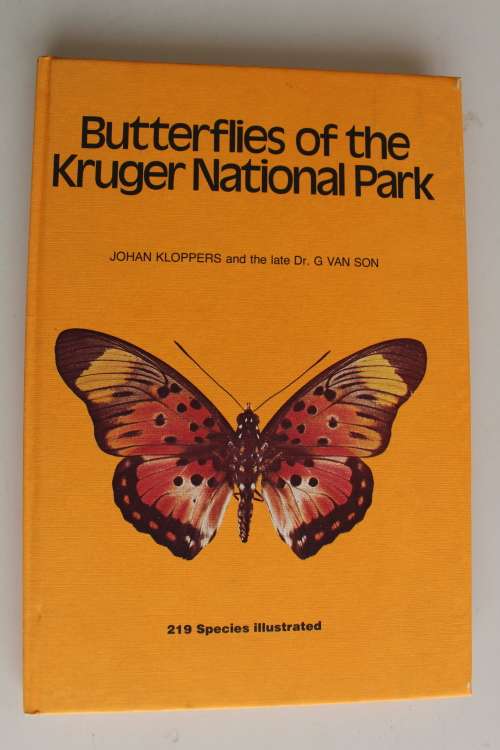 Butterflies of the
Kruger National Park
JOHAN KLOPPERS and the late Dr. G VAN SON
219 Species illustrated